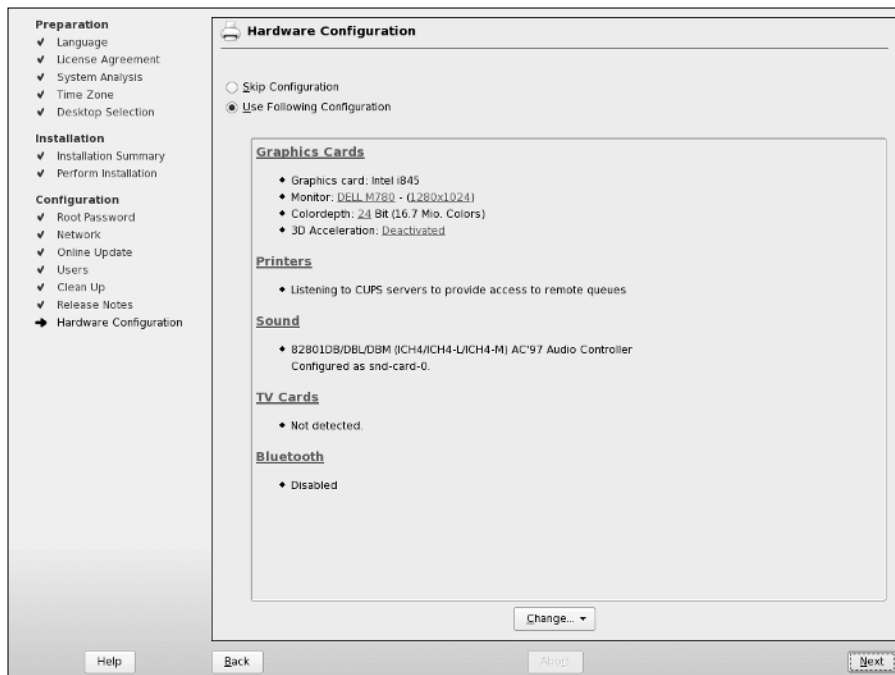 Preparation
Language
License Agreement
System Analysis
Time Zone
Desktop Selection
Installation
Installation Summary
Perform Installation
Configuration
Root Password
Network
Online Update
Users
Clean Up
Release Notes
Hardware Configuration
Hardware Configuration
Skip Configuration
Use Following Configuration
Graphics Cards
Graphics card: Intel i845
Monitor: DELL M780 - (1280x1024)
Colordepth: 24 Bit (16.7 Mio. Colors)
3D Acceleration: Deactivated
Printers
Listening to CUPS servers to provide access to remote queues
Sound
82801DB/DBL/DBM (ICH4/ICH4-L/ICH4-M) AC'97 Audio Controller
Configured as snd-card-0.
TV Cards
Not detected.
Bluetooth
Disabled
Change...
Help
Back
Abort
Next